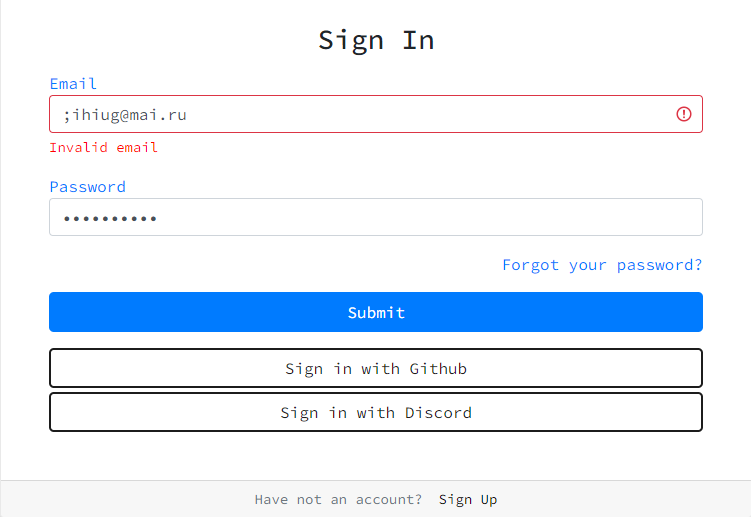 Sign In
Email
;ihiug@mai.ru
Invalid email
Password
••••••••••
Forgot your password?
Submit
Sign in with Github
Sign in with Discord
Have not an account? Sign Up